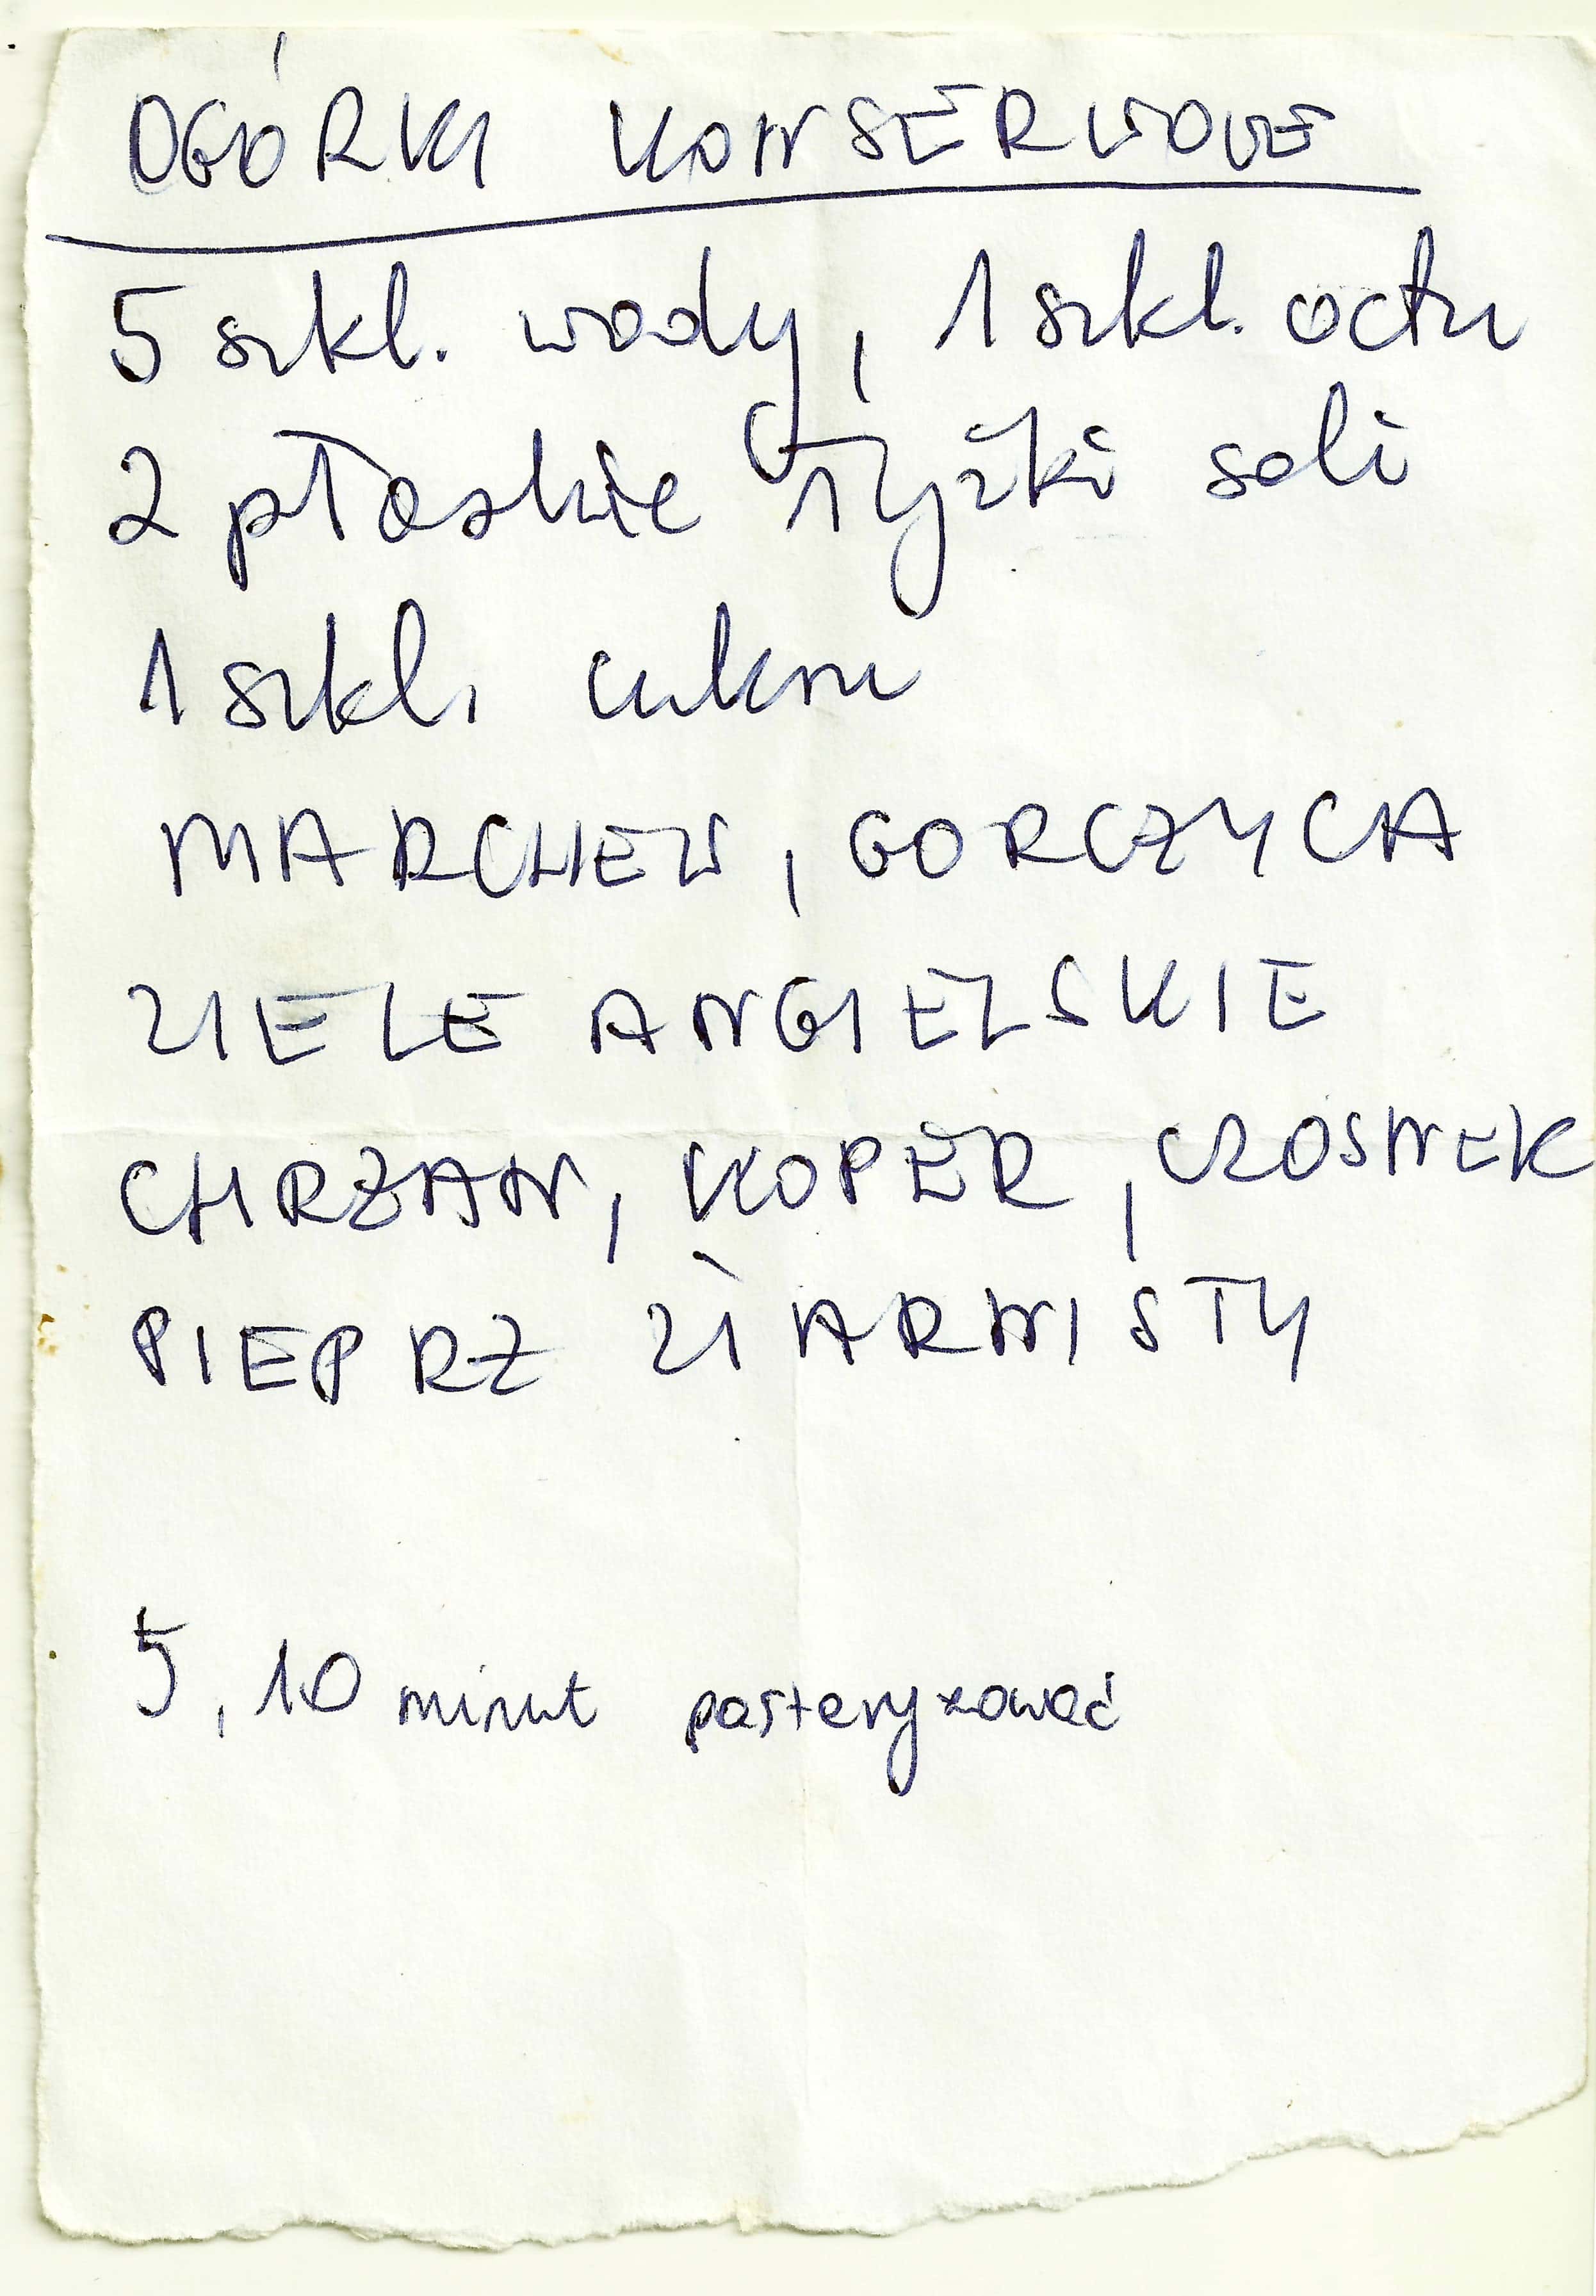 OGÓRKI KONSERWOWE
5 szkl. wody, 1 szkl. octu
2 płaskie łyżki soli
1 szkl. cukru
MARCHEW, GORCZYCA
ZIELE ANGIELSKIE
CHRZAN, KOPER, CZOSNEK
PIEPRZ ZIARNISTY
5, 10 minut pasteryzować